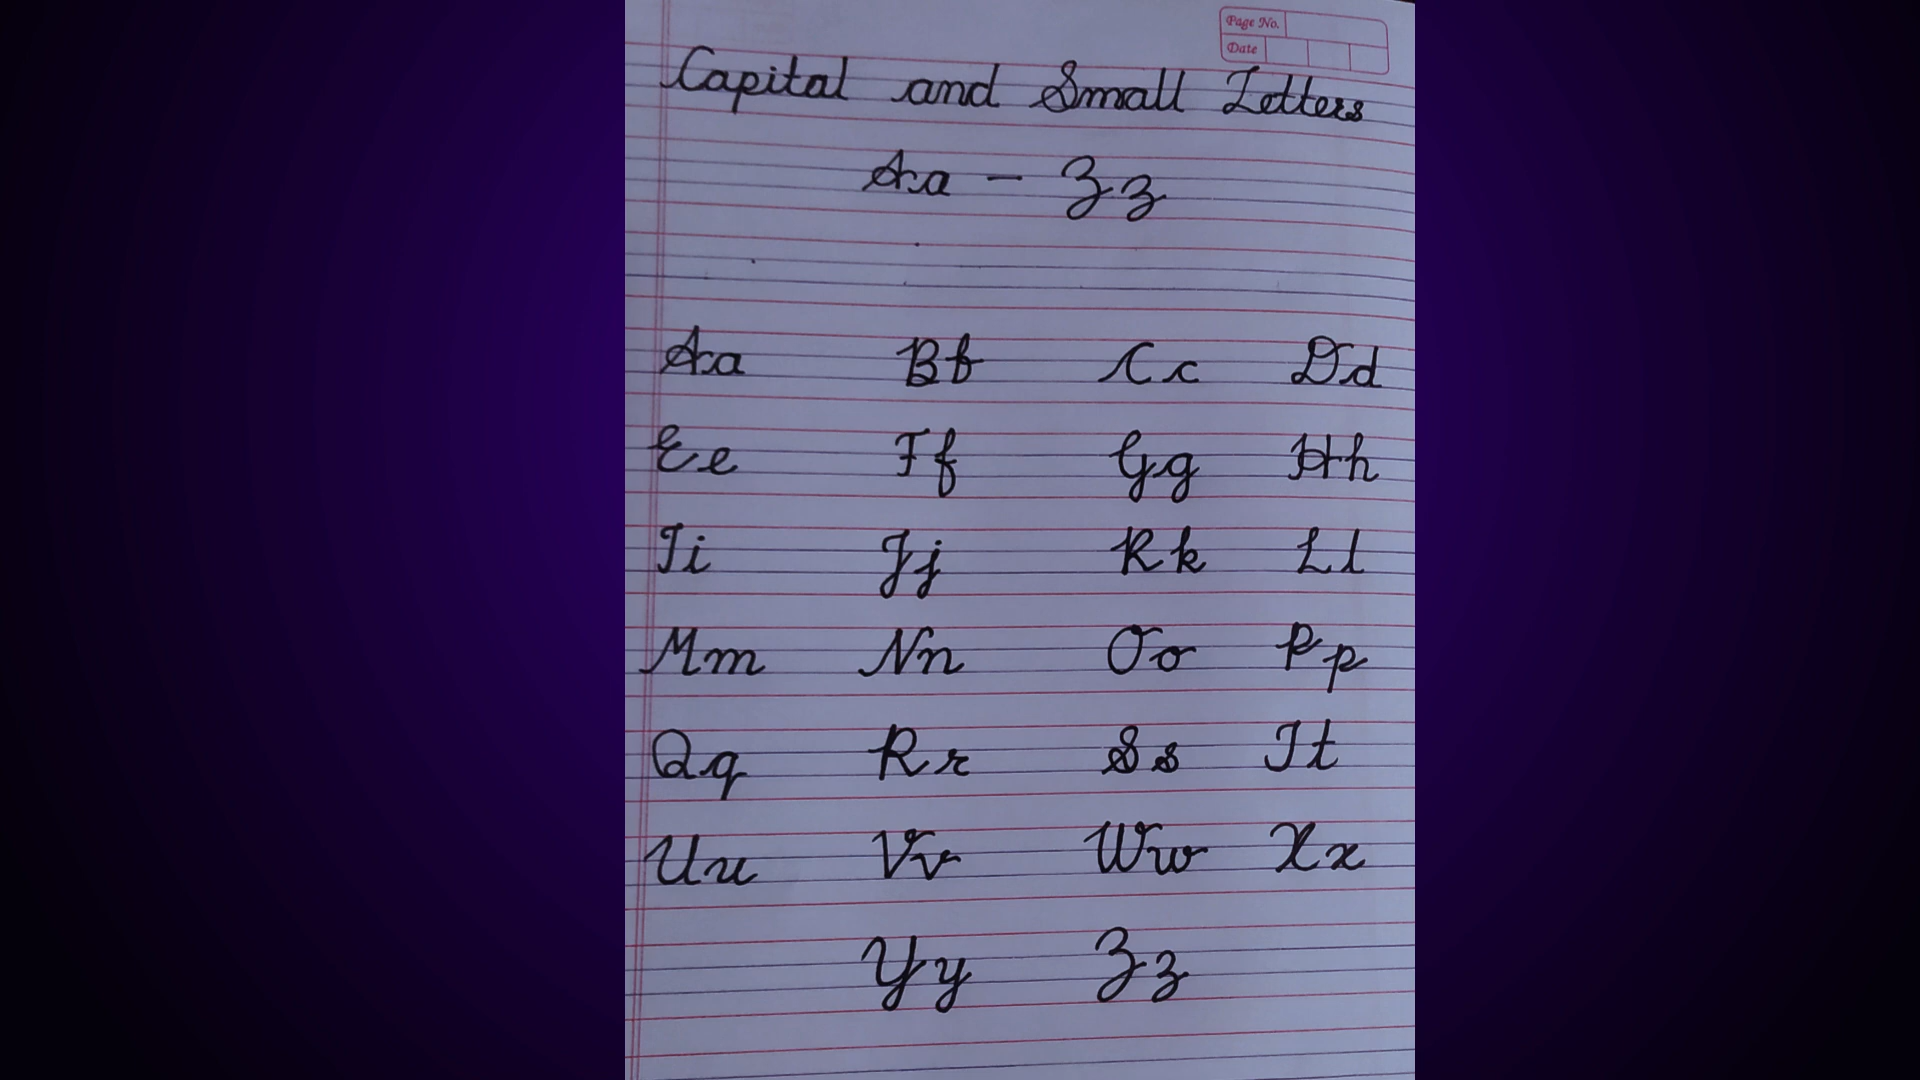 Page No.
Date
Capital and Small Letters
Aa - Zz
Aa Bb Cc Dd
Ee Ff Gg Hh
Ii Jj Kk Ll
Mm Nn Oo Pp
Qq Rr Ss Tt
Uu Vv Ww Xx
Yy Zz